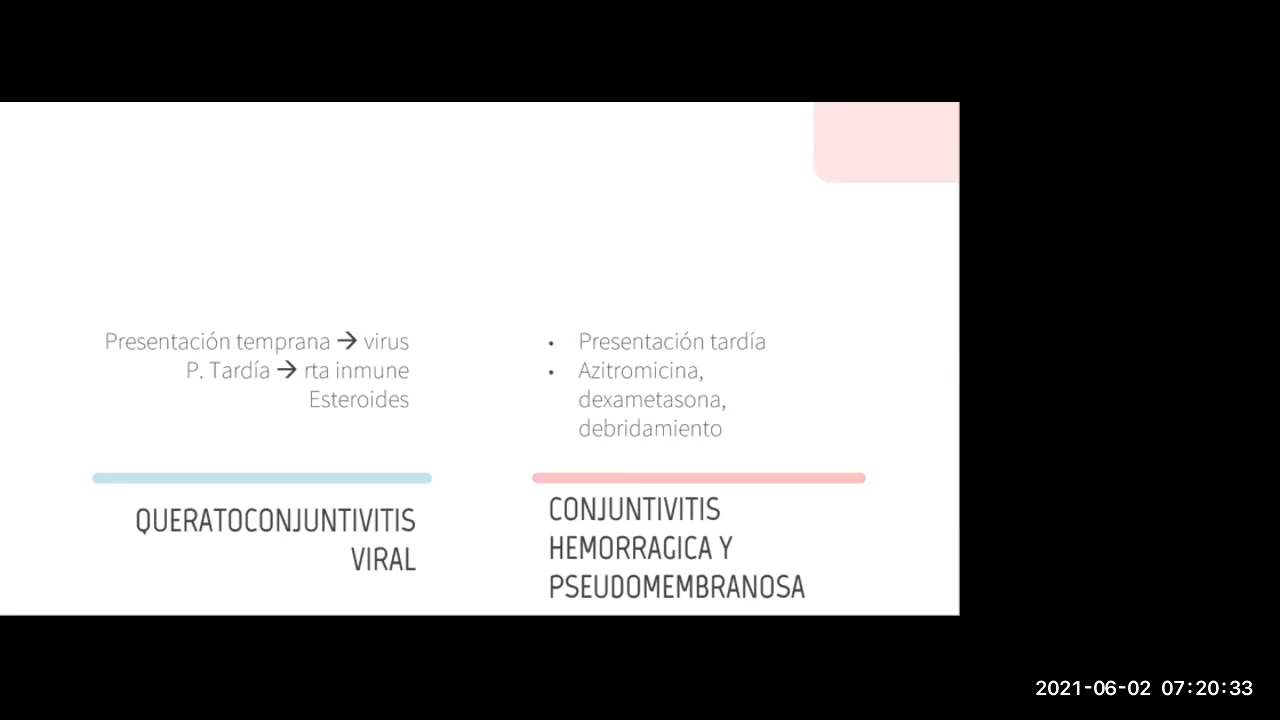 Presentación temprana → virus
P. Tardía → rta inmune
Esteroides
QUERATOCONJUNTIVITIS
VIRAL
• Presentación tardía
• Azitromicina,
dexametasona,
debridamiento
CONJUNTIVITIS
HEMORRAGICA Y
PSEUDOMEMBRANOSA
2021-06-02 07:20:33